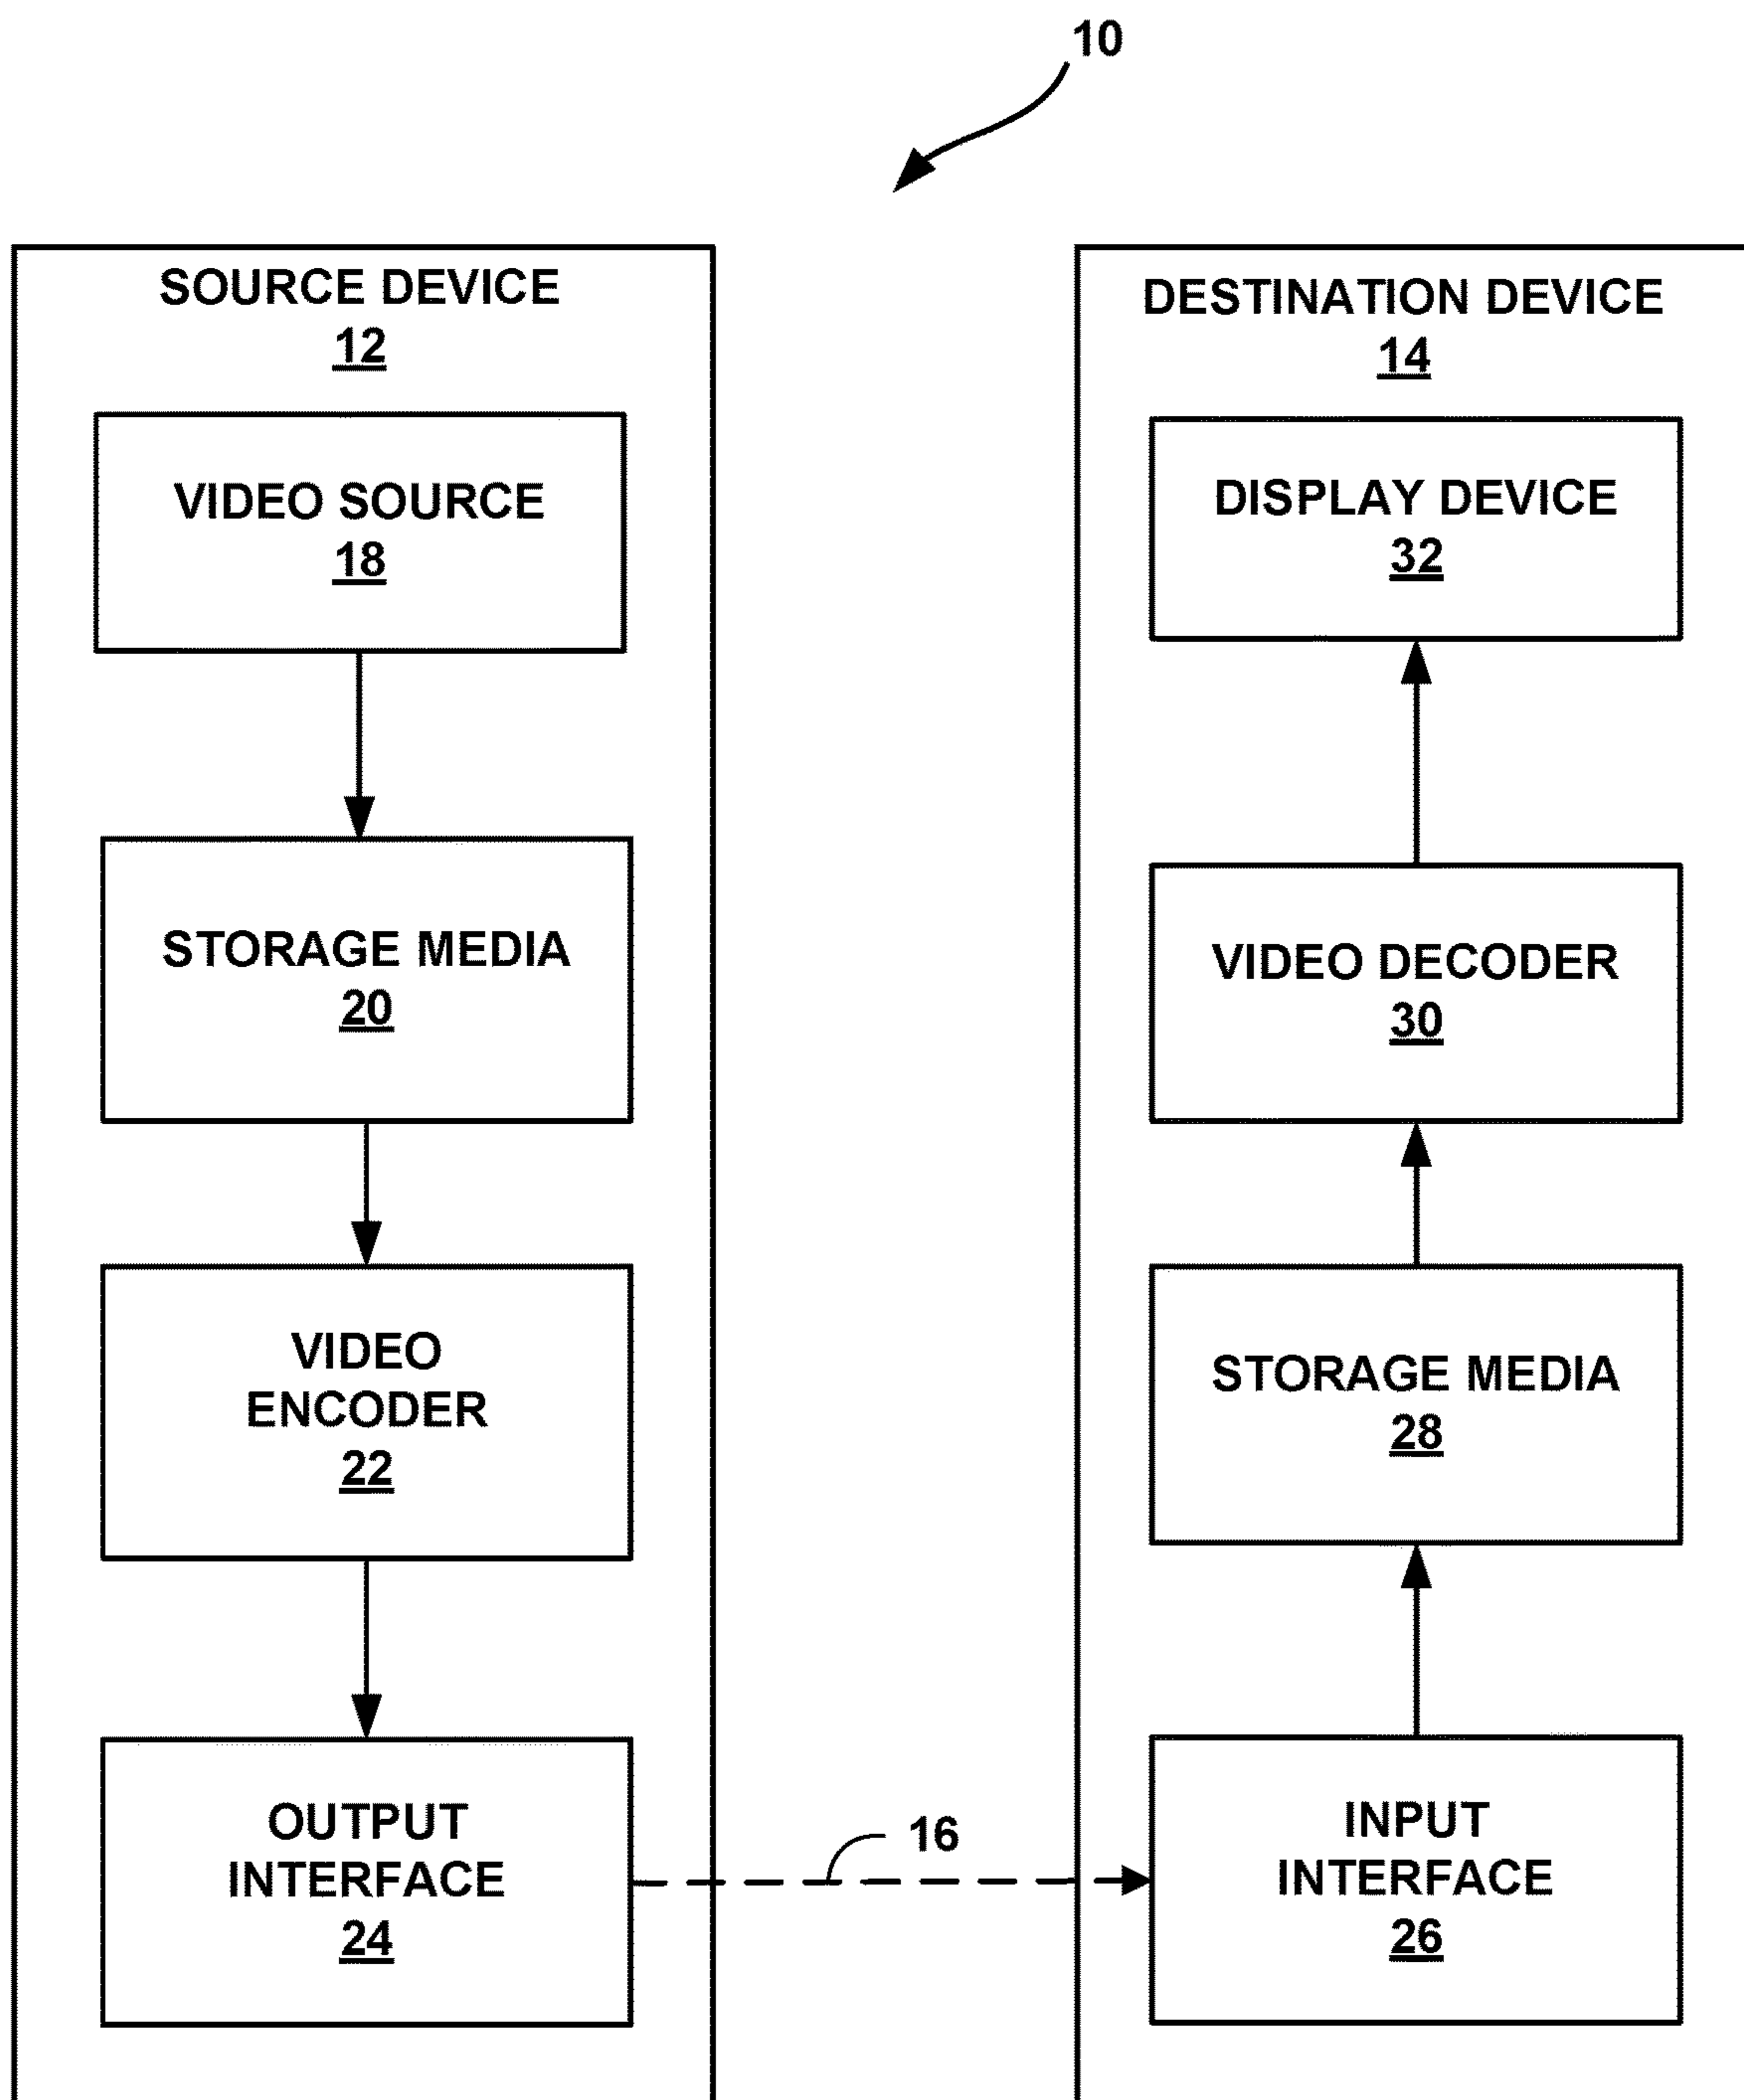 10
SOURCE DEVICE
12
VIDEO SOURCE
18
STORAGE MEDIA
20
VIDEO
ENCODER
22
OUTPUT
INTERFACE
24
16
DESTINATION DEVICE
14
DISPLAY DEVICE
32
VIDEO DECODER
30
STORAGE MEDIA
28
INPUT
INTERFACE
26